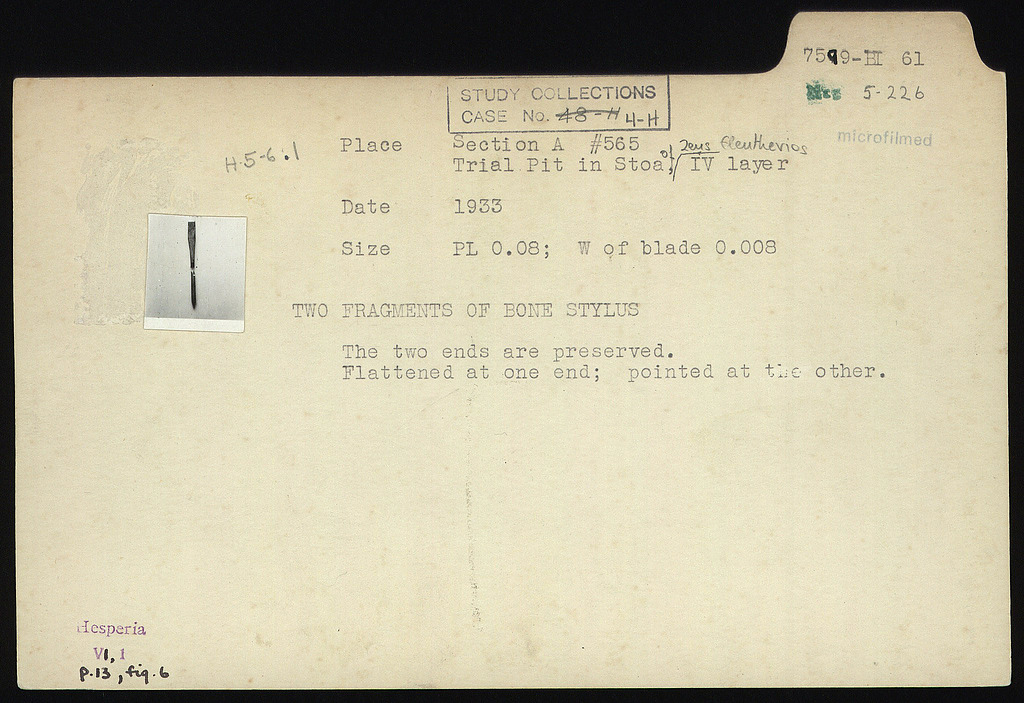 7599-BI 61
Neg 5-226
STUDY COLLECTIONS
CASE No. 48-H 4-H
microfilmed
H-5-6:1
Place Section A #565
Trial Pit in Stoa, of Zeus Eleutherios IV layer
Date 1933
Size PL 0.08; W of blade 0.008
TWO FRAGMENTS OF BONE STYLUS
The two ends are preserved.
Flattened at one end; pointed at the other.
Hesperia
VI, 1
p.13, fig. 6